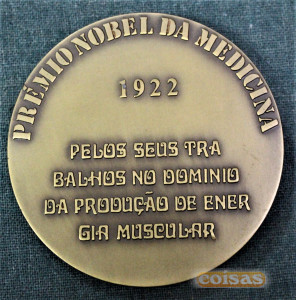 PRÉMIO NOBEL DA MEDICINA
1922
PELOS SEUS TRA
BALHOS NO DOMINIO
DA PRODUÇÃO DE ENER
GIA MUSCULAR
coisas